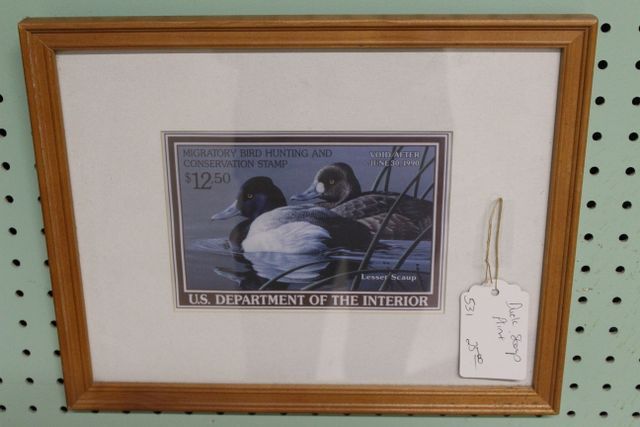 MIGRATORY BIRD HUNTING AND
CONSERVATION STAMP
$12.50
VOID AFTER
JUNE 30, 1990
Lesser Scaup
U.S. DEPARTMENT OF THE INTERIOR
Duck
Print
531
25.00